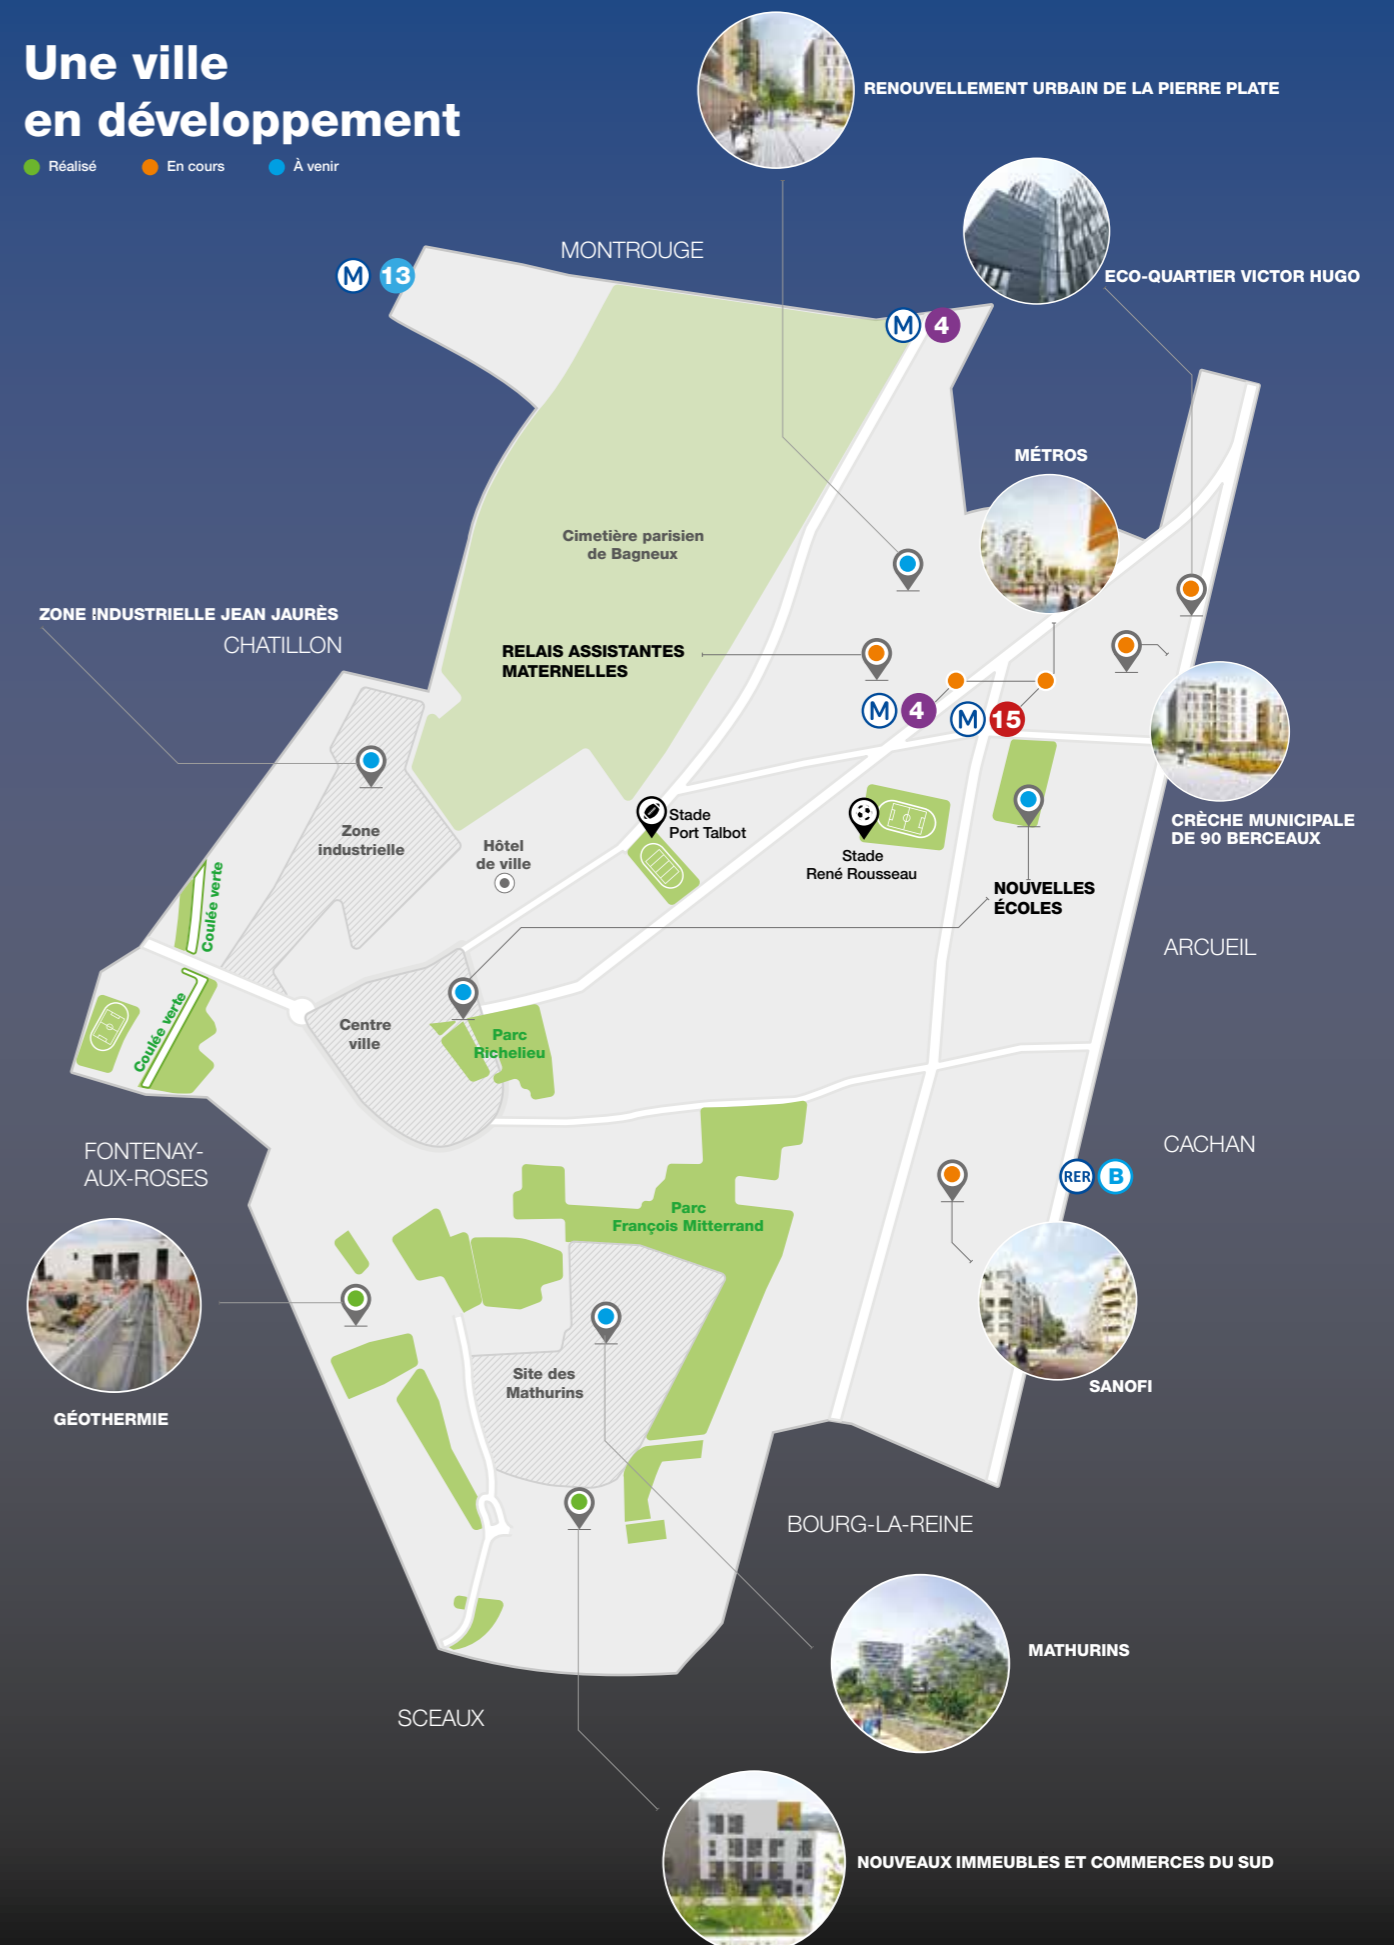 Une ville
en développement
Réalisé
En cours
À venir
RENOUVELLEMENT URBAIN DE LA PIERRE PLATE
MONTROUGE
M 13
ECO-QUARTIER VICTOR HUGO
M 4
MÉTROS
Cimetière parisien
de Bagneux
ZONE INDUSTRIELLE JEAN JAURÈS
CHATILLON
RELAIS ASSISTANTES
MATERNELLES
M 4
M 15
Stade
Port Talbot
Zone
industrielle
Hôtel
de ville
Stade
René Rousseau
CRÈCHE MUNICIPALE
DE 90 BERCEAUX
Coulée verte
NOUVELLES
ÉCOLES
ARCUEIL
Coulée verte
Centre
ville
Parc
Richelieu
FONTENAY-
AUX-ROSES
CACHAN
RER B
Parc
François Mitterrand
Site des
Mathurins
SANOFI
GÉOTHERMIE
BOURG-LA-REINE
MATHURINS
SCEAUX
NOUVEAUX IMMEUBLES ET COMMERCES DU SUD